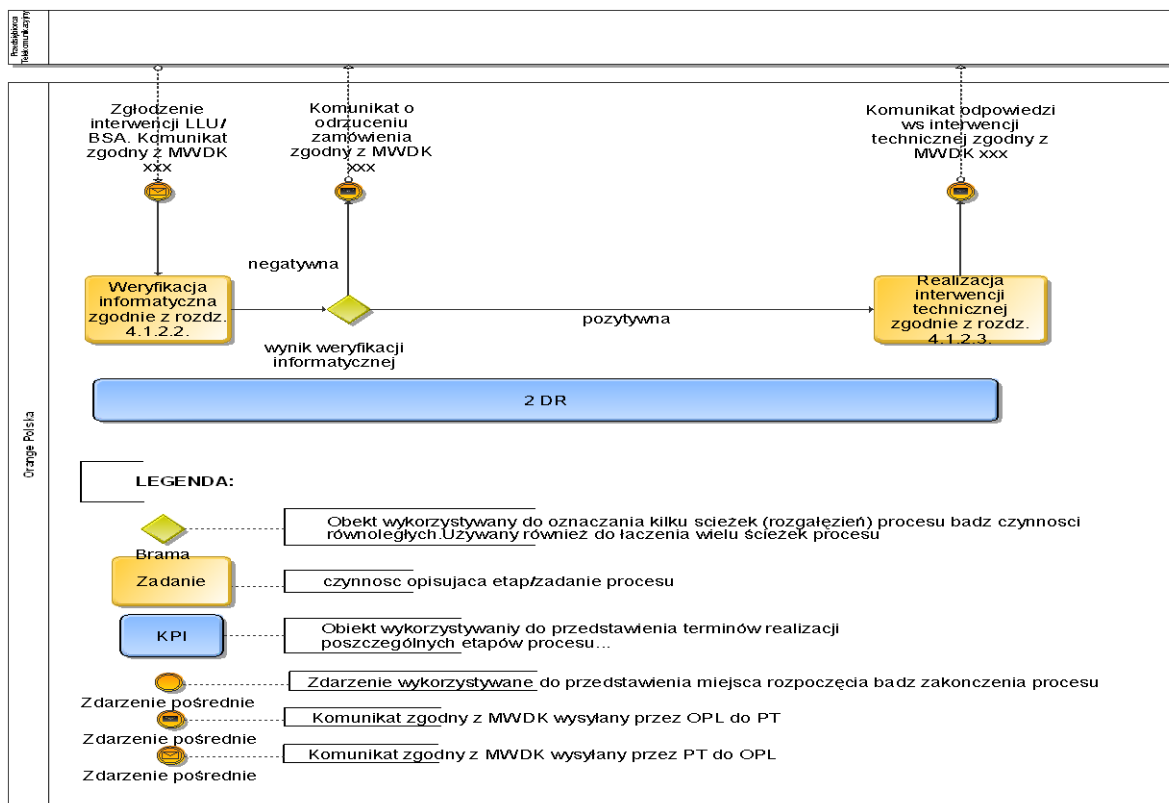 Przedsiębiorca
Telekomunikacyjny
Orange Polska
Zgłodzenie
interwencji LLU/
BSA. Komunikat
zgodny z MWDK
xxx
Komunikat o
odrzuceniu
zamówienia
zgodny z MWDK
xxx
Komunikat odpowiedzi
ws interwencji
technicznej zgodny z
MWDK xxx
negatywna
Weryfikacja
informatyczna
zgodnie z rozdz.
4.1.2.2.
pozytywna
Realizacja
interwencji
technicznej
zgodnie z rozdz.
4.1.2.3.
wynik weryfikacji
informatycznej
2 DR
LEGENDA:
Obekt wykorzystywany do oznaczania kilku scieżek (rozgałęzień) procesu badz czynnosci
równoległych.Używany również do łaczenia wielu ścieżek procesu
Brama
Zadanie
czynnosc opisujaca etap/zadanie procesu
KPI
Obiekt wykorzystywaniy do przedstawienia terminów realizacji
poszczególnych etapów procesu...
Zdarzenie wykorzystywane do przedstawienia miejsca rozpoczęcia badz zakonczenia procesu
Zdarzenie pośrednie
Komunikat zgodny z MWDK wysyłany przez OPL do PT
Zdarzenie pośrednie
Komunikat zgodny z MWDK wysyłany przez PT do OPL
Zdarzenie pośrednie